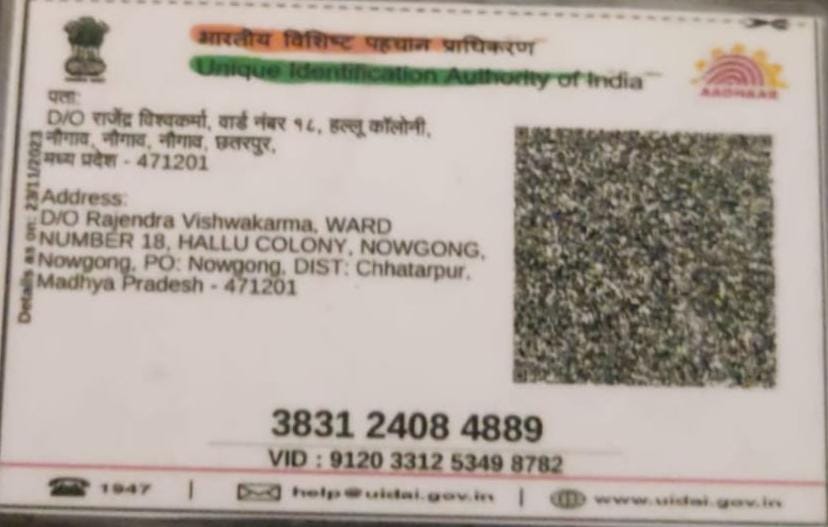 भारतीय विशिष्ट पहचान प्राधिकरण
Unique Identification Authority of India
AADHAAR
पता:
D/O राजेंद्र विश्वकर्मा, वार्ड नंबर १८, हल्लू कॉलोनी,
नौगाव, नौगाव, नौगाव, छतरपुर,
मध्य प्रदेश - 471201
Address:
D/O Rajendra Vishwakarma, WARD
NUMBER 18, HALLU COLONY, NOWGONG,
Nowgong, PO: Nowgong, DIST: Chhatarpur,
Madhya Pradesh - 471201
Details as on: 23/11/2023
3831 2408 4889
VID : 9120 3312 5349 8782
1947 | help@uidai.gov.in | www.uidai.gov.in